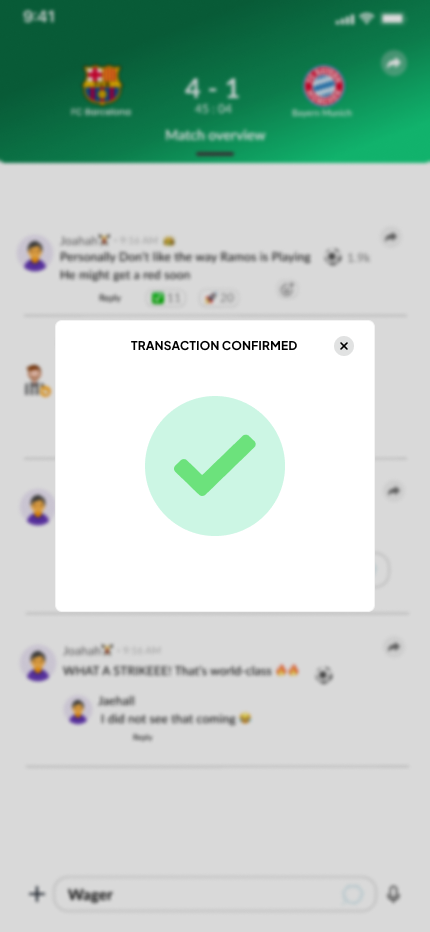 9:41
4 - 1
45 : 04
FC Barcelona
Bayern Munich
Match overview
Joahah · 9:16 AM
Personally Don't like the way Ramos is Playing
1.9k
He might get a red soon
Reply
11
20
TRANSACTION CONFIRMED
Joahah · 9:16 AM
WHAT A STRIKEEE! That's world-class
Jaehall
I did not see that coming
Reply
Wager